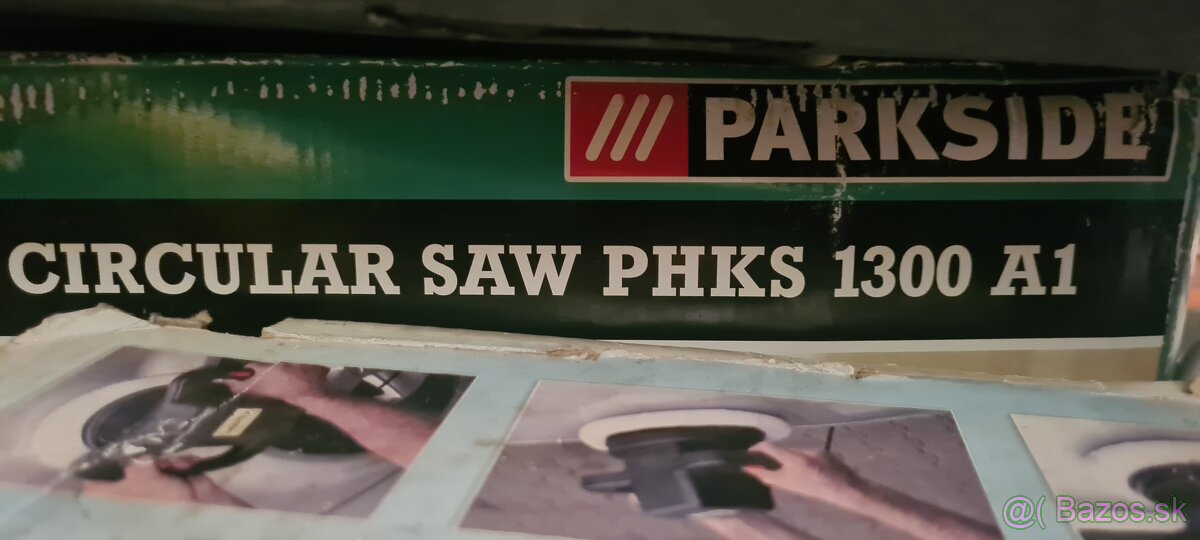 PARKSIDE
CIRCULAR SAW PHKS 1300 A1
@( Bazos.sk